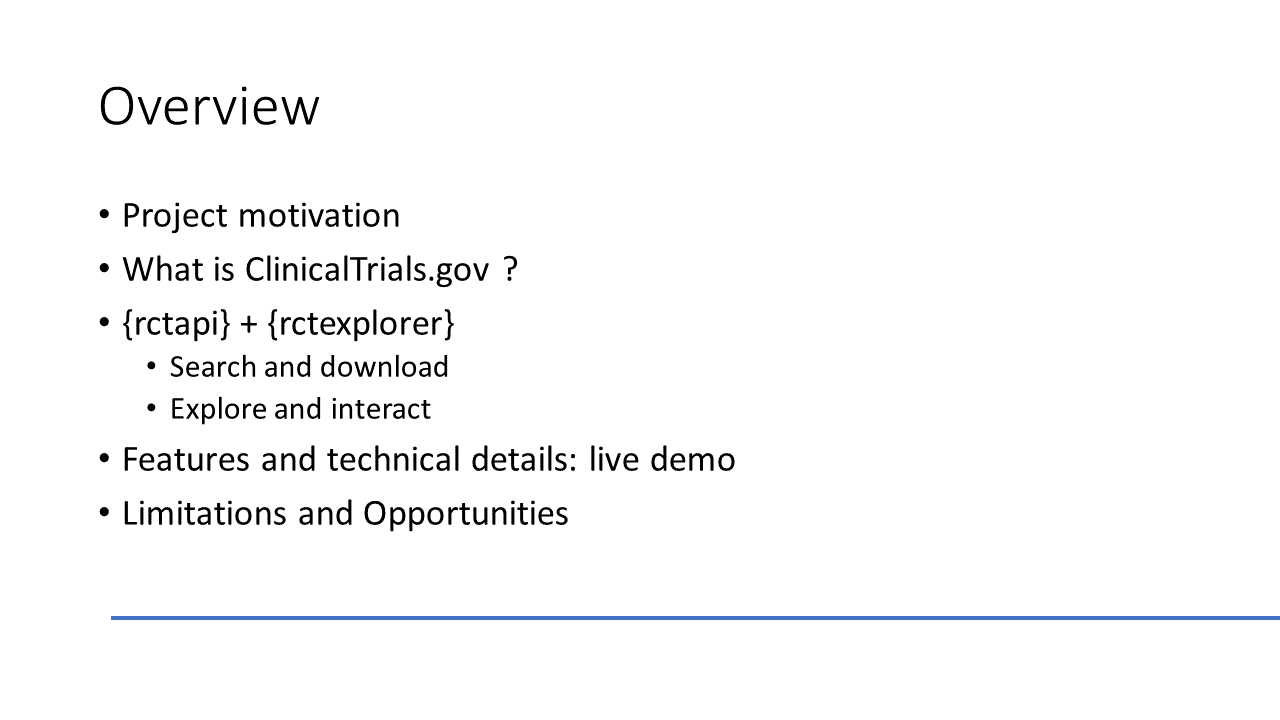 Overview
• Project motivation
• What is ClinicalTrials.gov ?
• {rctapi} + {rctexplorer}
• Search and download
• Explore and interact
• Features and technical details: live demo
• Limitations and Opportunities